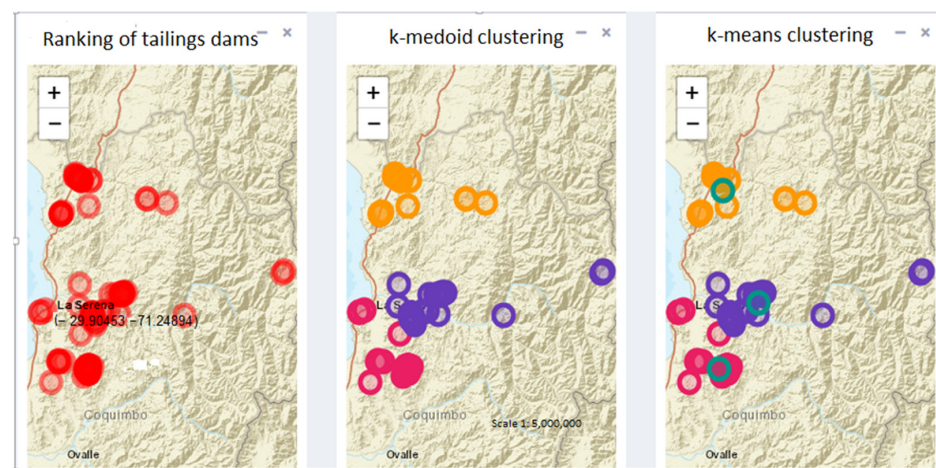 Ranking of tailings dams − ×
k-medoid clustering − ×
k-means clustering − ×
+
−
La Serena
(− 29.90453 −71.24894)
Coquimbo
Ovalle
+
−
L. S
Coquimbo
Scale 1: 5,000,000
Ovalle
+
−
Coquimbo
Ovalle